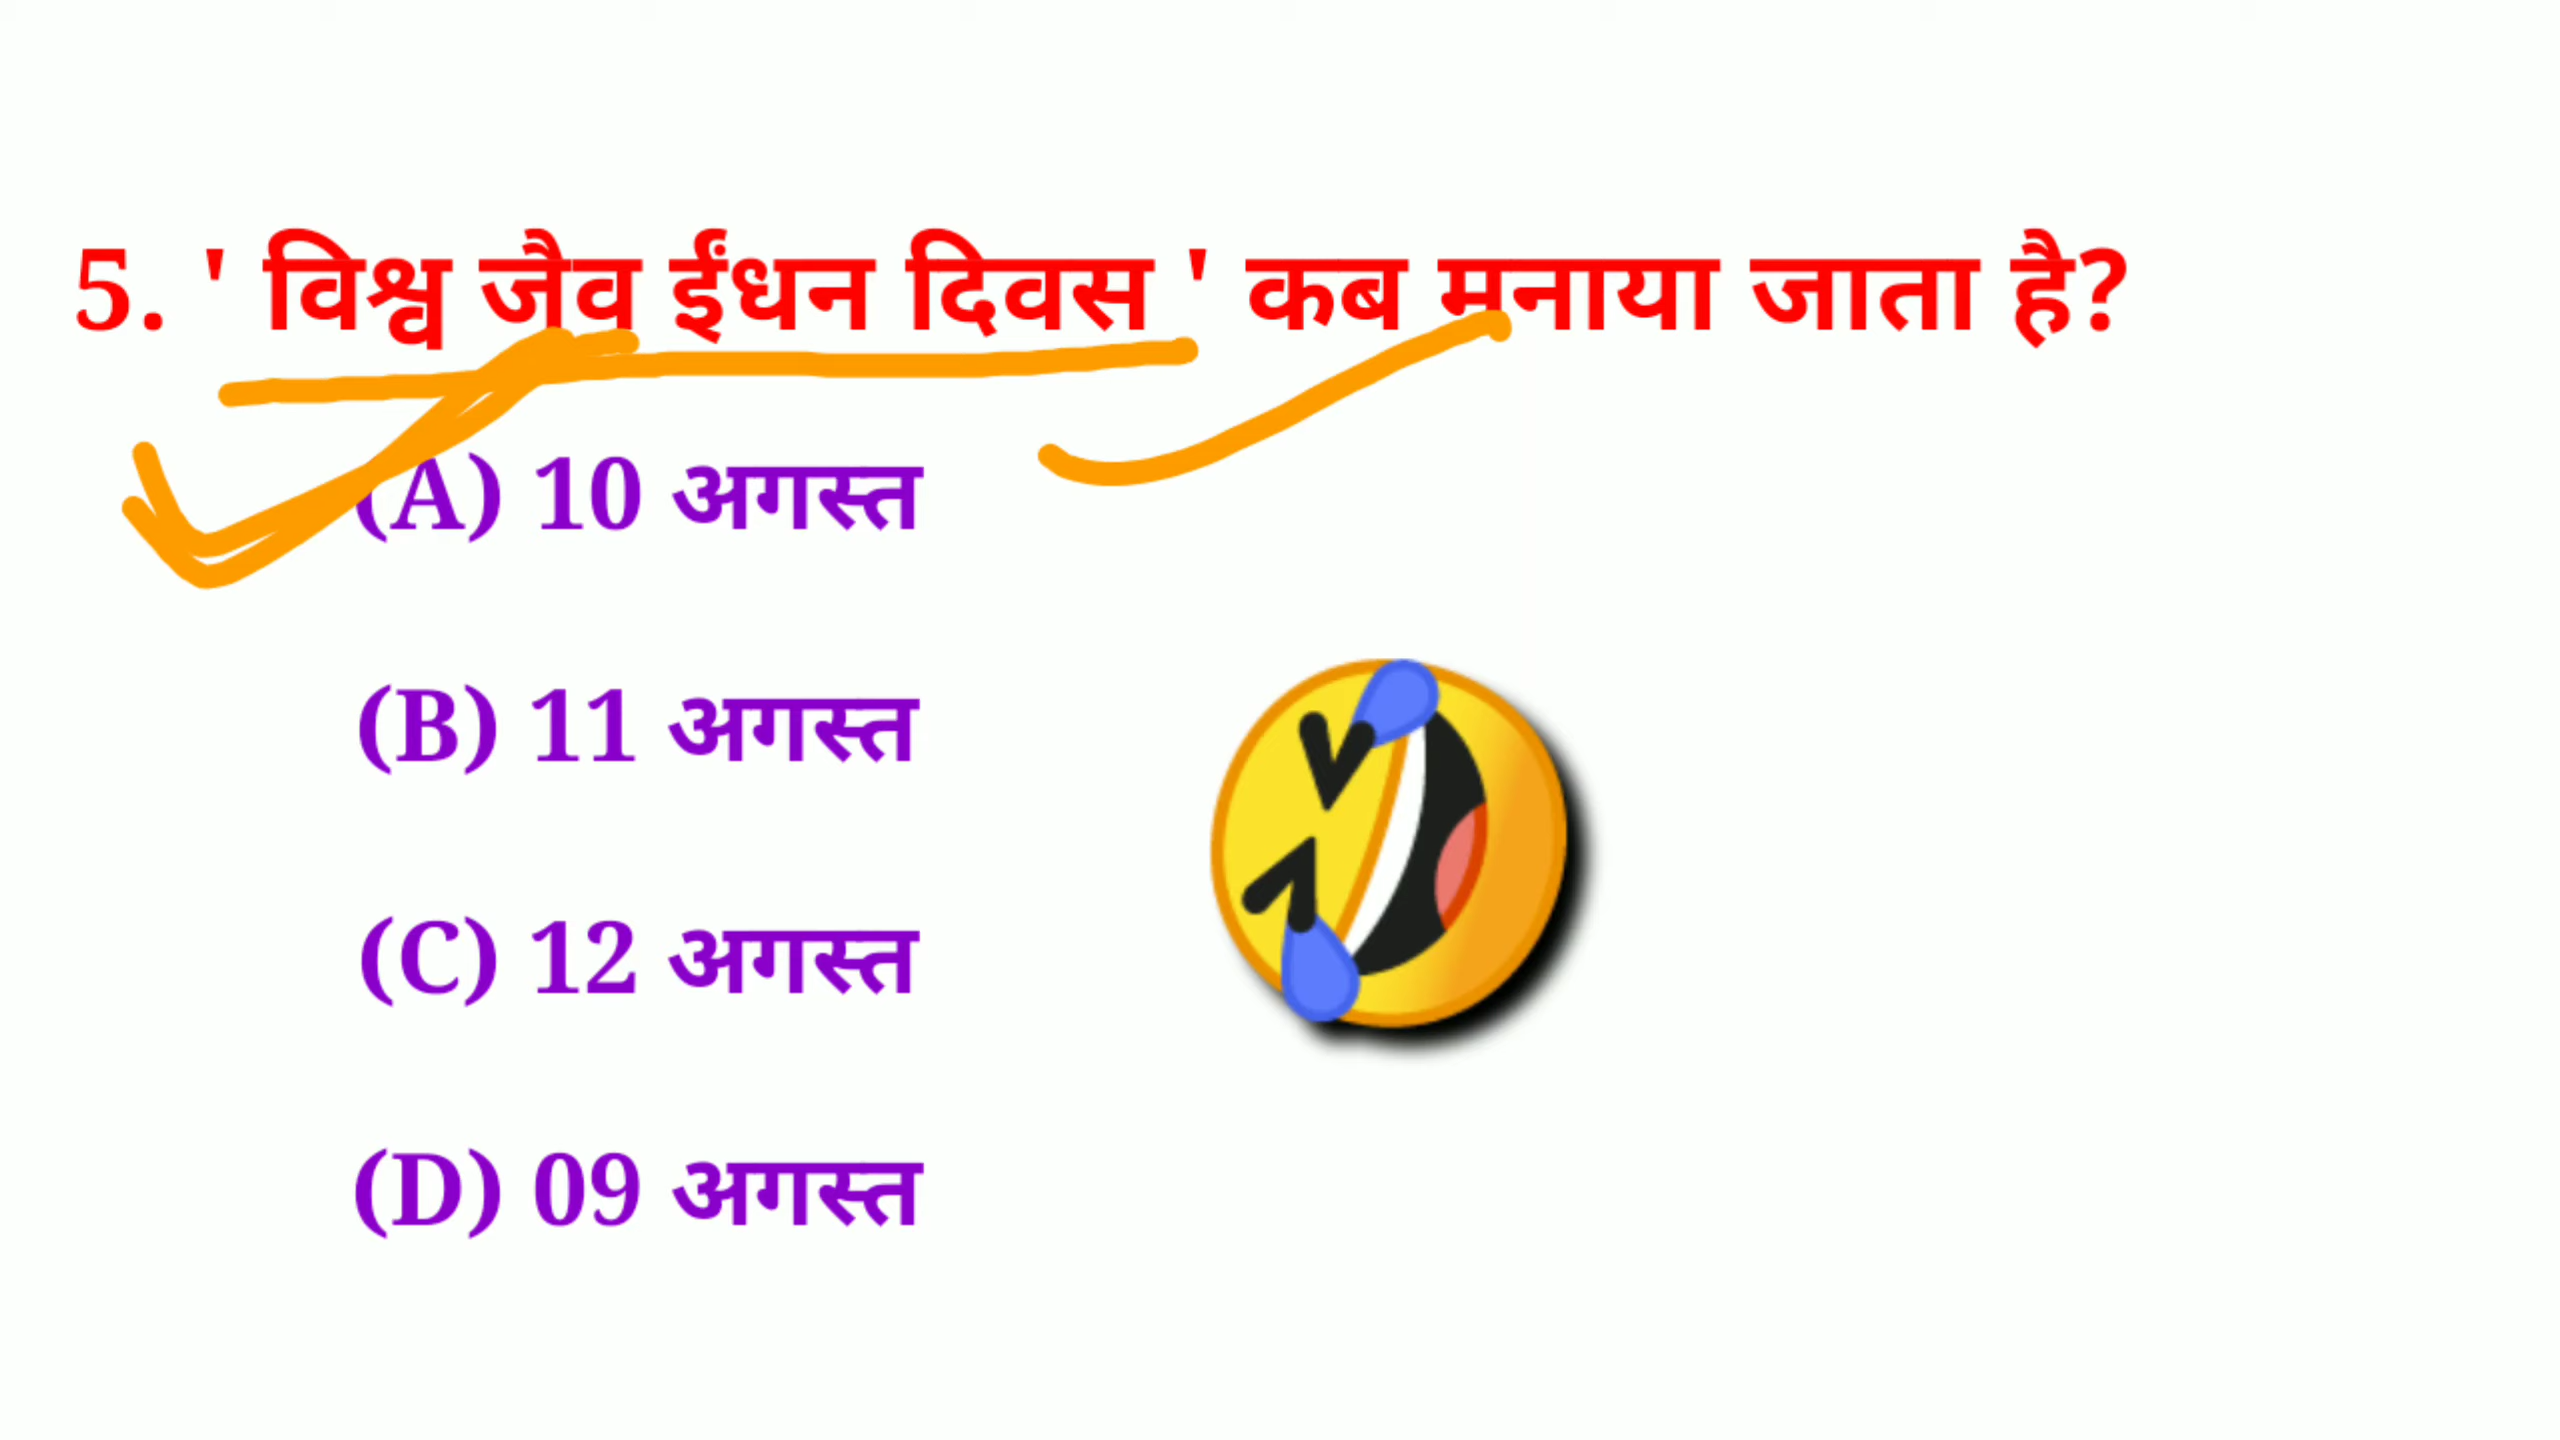 5. ' विश्व जैव ईंधन दिवस ' कब मनाया जाता है?
(A) 10 अगस्त
(B) 11 अगस्त
(C) 12 अगस्त
(D) 09 अगस्त